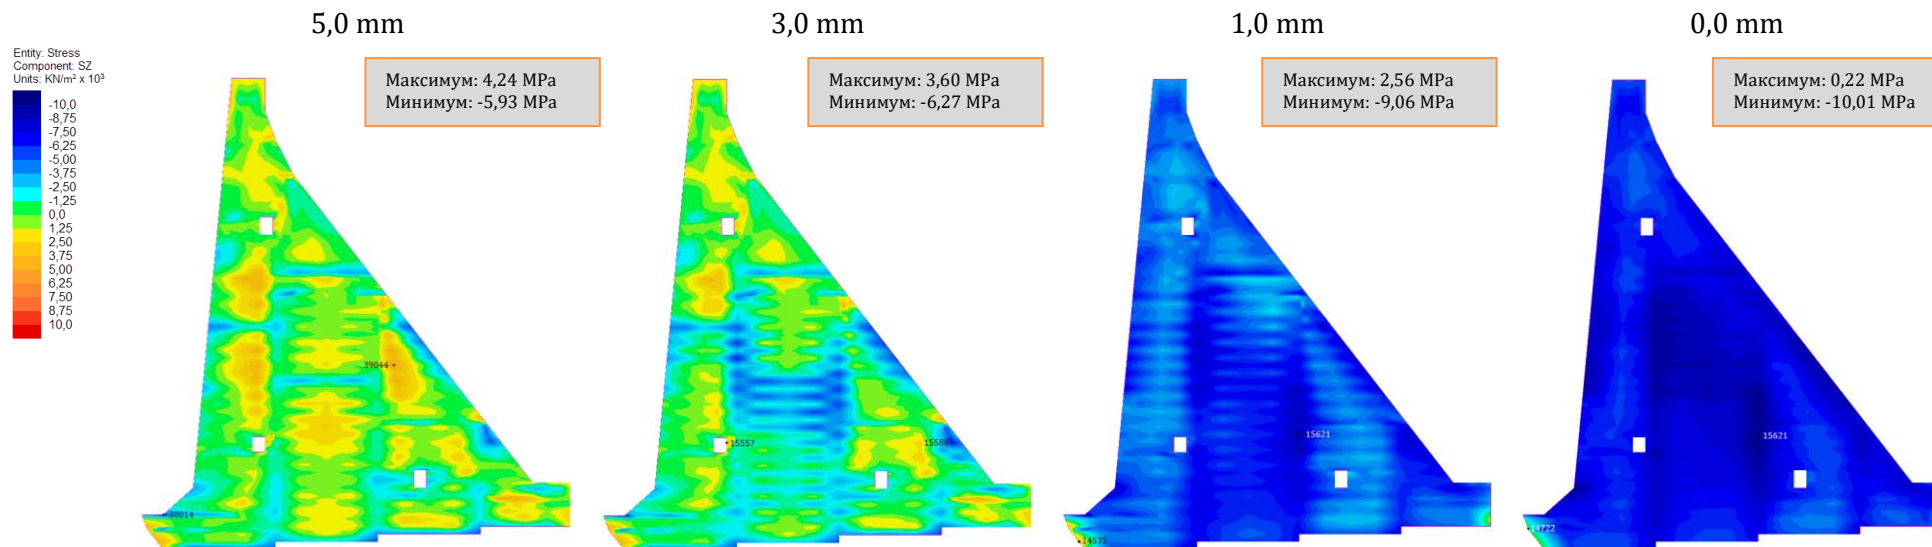 5,0 mm
3,0 mm
1,0 mm
0,0 mm
Entity: Stress
Component: SZ
Units: KN/m² x 10³
-10,0
-8,75
-7,50
-6,25
-5,00
-3,75
-2,50
-1,25
0,0
1,25
2,50
3,75
5,00
6,25
7,50
8,75
10,0
Максимум: 4,24 MPa
Минимум: -5,93 MPa
Максимум: 3,60 MPa
Минимум: -6,27 MPa
Максимум: 2,56 MPa
Минимум: -9,06 MPa
Максимум: 0,22 MPa
Минимум: -10,01 MPa
39044
38014
15557
15588
15621
14535
15621
14722